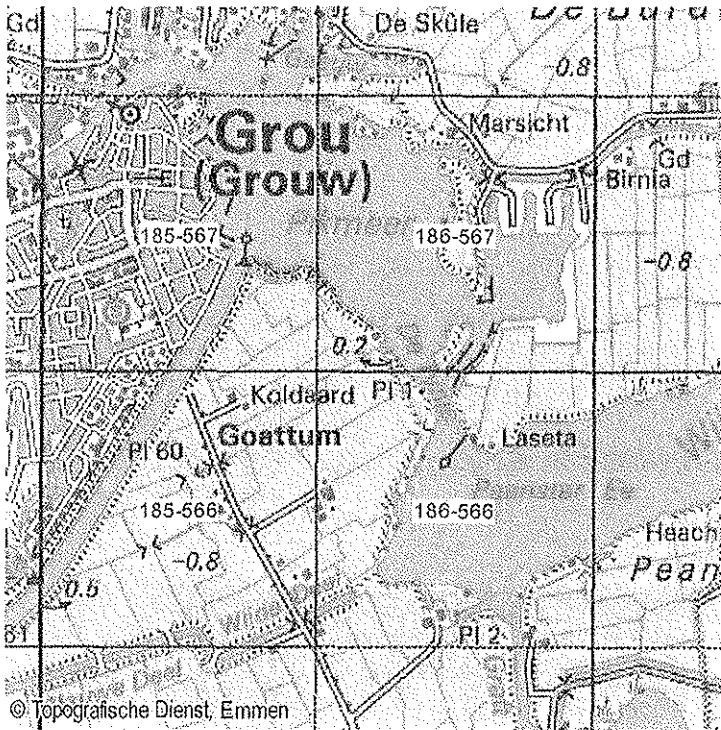 Gd
De Skûle
-0.8
Grou
(Grouw)
Marsicht
Gd
Birnia
185-567
186-567
-0.8
0.2
Koldaard
Pl 1
Goattum
Laseta
Pl 60
185-566
186-566
-0.8
Heach
Pean
0.5
61
Pl 2
© Topografische Dienst, Emmen